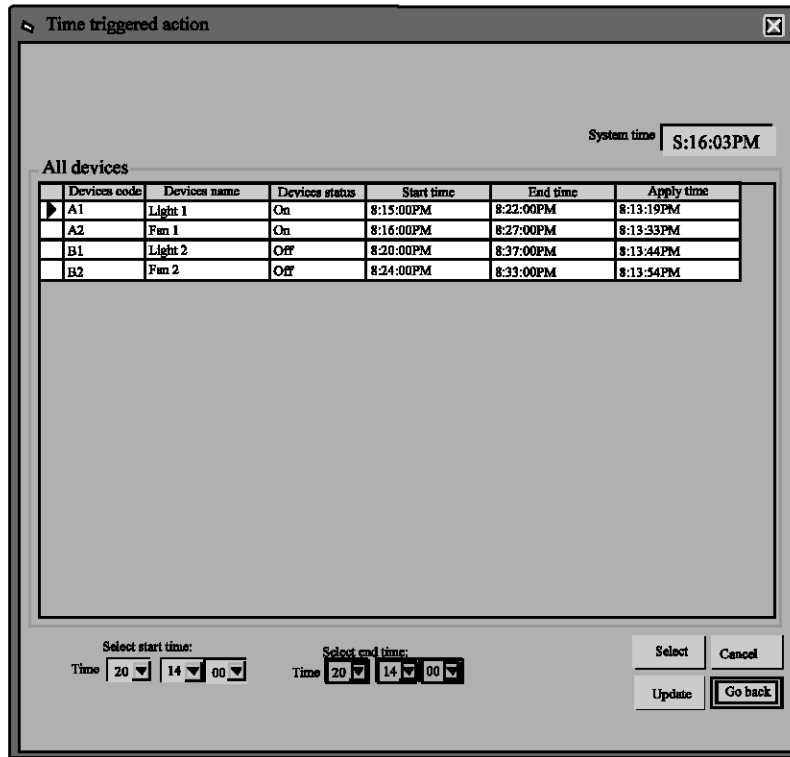 Time triggered action
System time S:16:03PM
All devices
Devices code Devices name Devices status Start time End time Apply time
A1 Light 1 On 8:15:00PM 8:22:00PM 8:13:19PM
A2 Fan 1 On 8:16:00PM 8:27:00PM 8:13:33PM
B1 Light 2 Off 8:20:00PM 8:37:00PM 8:13:44PM
B2 Fan 2 Off 8:24:00PM 8:33:00PM 8:13:54PM
Select start time: Select end time:
Time 20 14 00 Time 20 14 00
Select Cancel
Update Go back